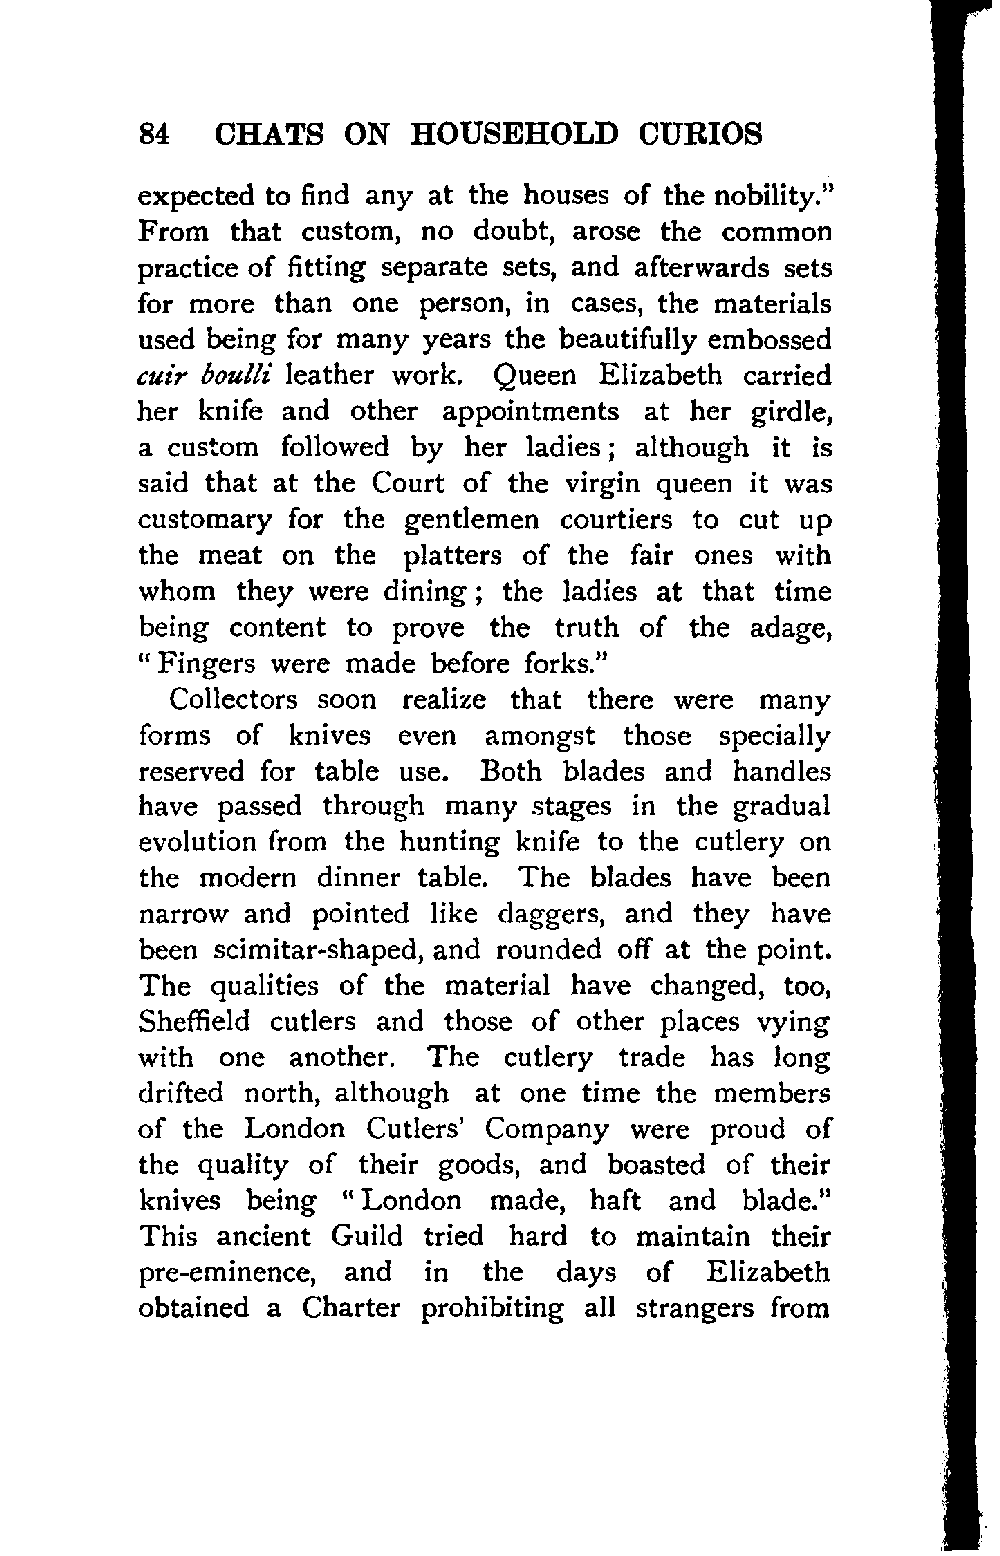 84 CHATS ON HOUSEHOLD CURIOS
expected to find any at the houses of the nobility."
From that custom, no doubt, arose the common
practice of fitting separate sets, and afterwards sets
for more than one person, in cases, the materials
used being for many years the beautifully embossed
cuir boulli leather work. Queen Elizabeth carried
her knife and other appointments at her girdle,
a custom followed by her ladies; although it is
said that at the Court of the virgin queen it was
customary for the gentlemen courtiers to cut up
the meat on the platters of the fair ones with
whom they were dining; the ladies at that time
being content to prove the truth of the adage,
"Fingers were made before forks."
Collectors soon realize that there were many
forms of knives even amongst those specially
reserved for table use. Both blades and handles
have passed through many stages in the gradual
evolution from the hunting knife to the cutlery on
the modern dinner table. The blades have been
narrow and pointed like daggers, and they have
been scimitar-shaped, and rounded off at the point.
The qualities of the material have changed, too,
Sheffield cutlers and those of other places vying
with one another. The cutlery trade has long
drifted north, although at one time the members
of the London Cutlers' Company were proud of
the quality of their goods, and boasted of their
knives being "London made, haft and blade."
This ancient Guild tried hard to maintain their
pre-eminence, and in the days of Elizabeth
obtained a Charter prohibiting all strangers from